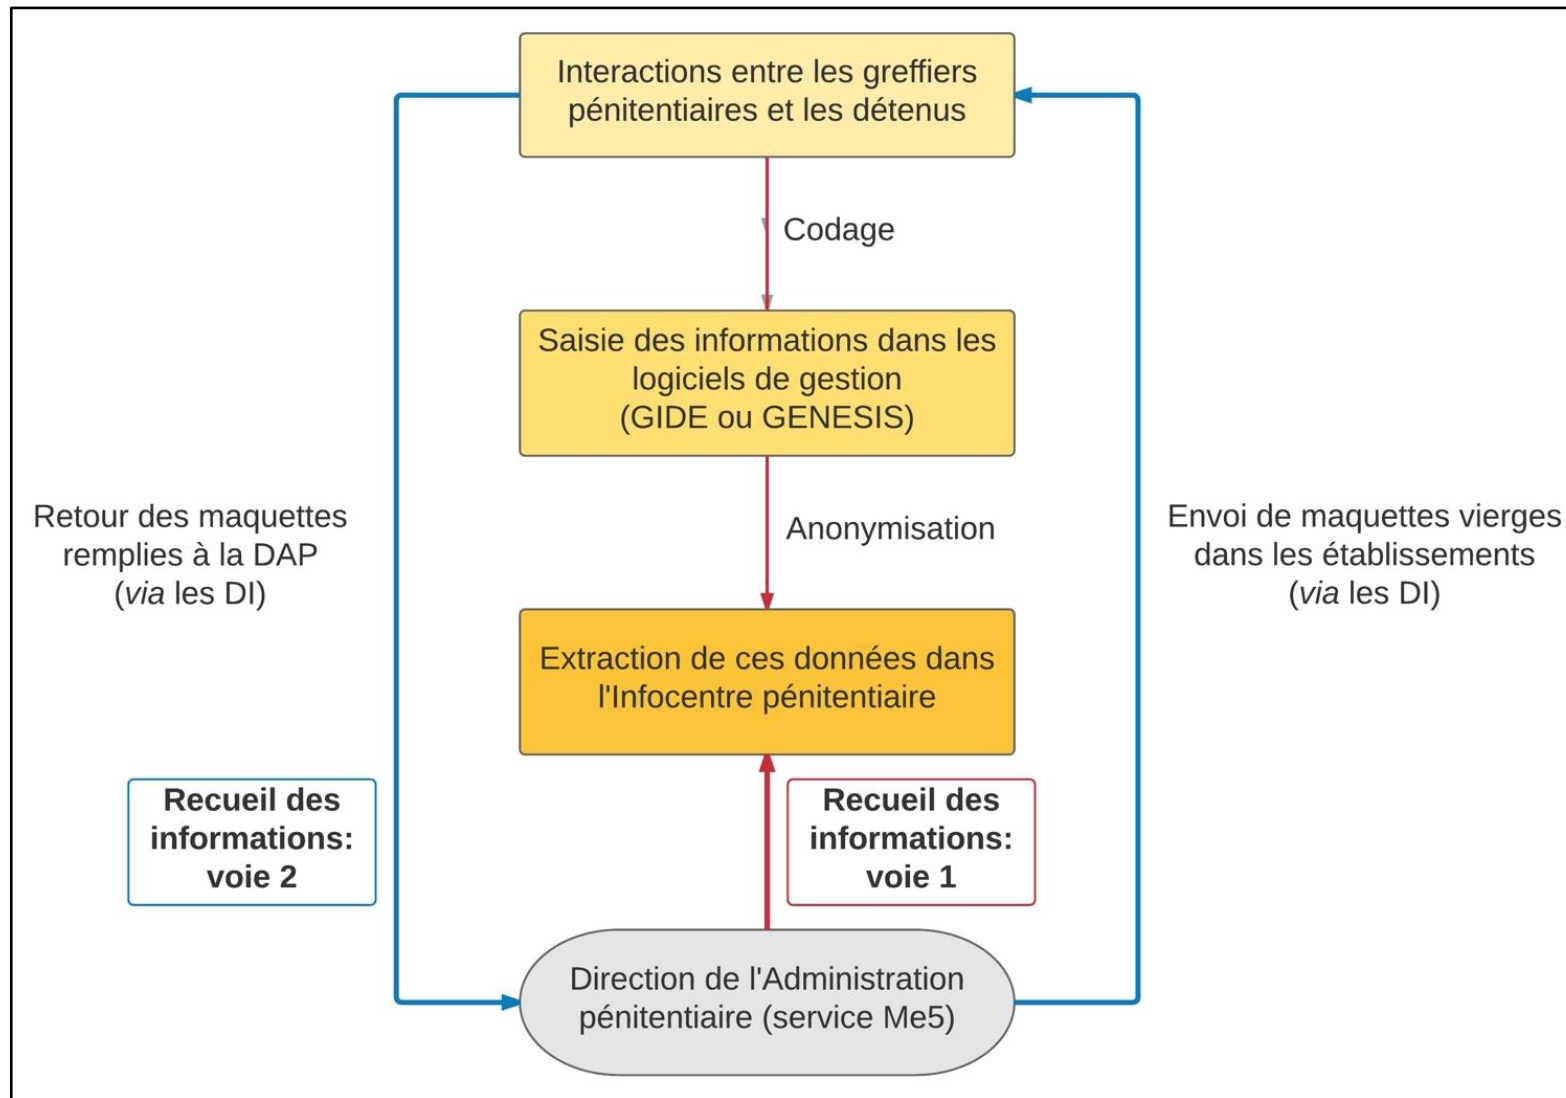 Interactions entre les greffiers
pénitentiaires et les détenus
Codage
Saisie des informations dans les
logiciels de gestion
(GIDE ou GENESIS)
Retour des maquettes
remplies à la DAP
(via les DI)
Anonymisation
Envoi de maquettes vierges
dans les établissements
(via les DI)
Extraction de ces données dans
l'Infocentre pénitentiaire
Recueil des
informations:
voie 2
Recueil des
informations:
voie 1
Direction de l'Administration
pénitentiaire (service Me5)